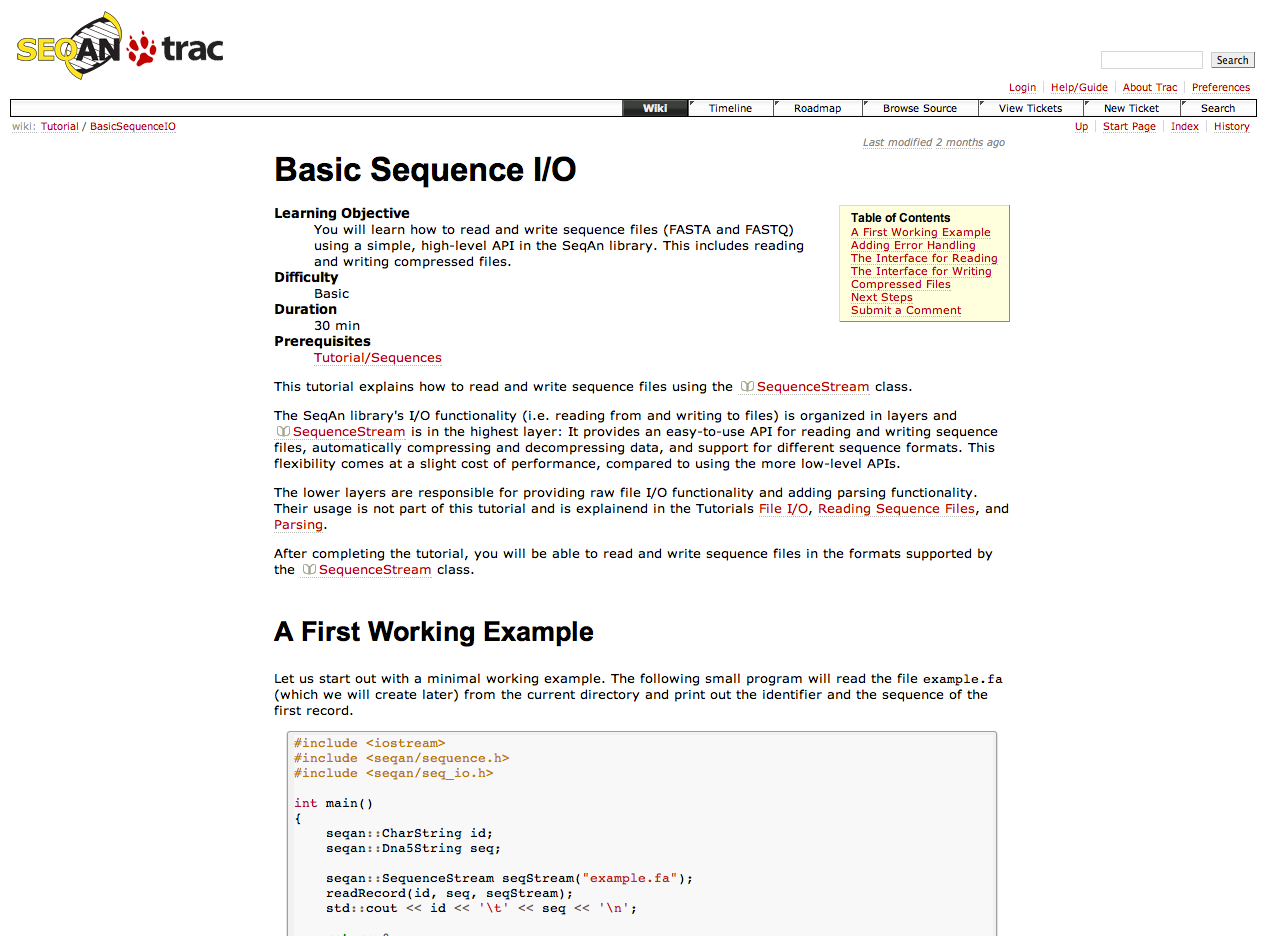 SEQAN trac
Search
Login Help/Guide About Trac Preferences
Wiki Timeline Roadmap Browse Source View Tickets New Ticket Search
wiki: Tutorial / BasicSequenceIO
Up Start Page Index History
Last modified 2 months ago
Basic Sequence I/O
Learning Objective
You will learn how to read and write sequence files (FASTA and FASTQ)
using a simple, high-level API in the SeqAn library. This includes reading
and writing compressed files.
Difficulty
Basic
Duration
30 min
Prerequisites
Tutorial/Sequences
Table of Contents
A First Working Example
Adding Error Handling
The Interface for Reading
The Interface for Writing
Compressed Files
Next Steps
Submit a Comment
This tutorial explains how to read and write sequence files using the SequenceStream class.
The SeqAn library's I/O functionality (i.e. reading from and writing to files) is organized in layers and
SequenceStream is in the highest layer: It provides an easy-to-use API for reading and writing sequence
files, automatically compressing and decompressing data, and support for different sequence formats. This
flexibility comes at a slight cost of performance, compared to using the more low-level APIs.
The lower layers are responsible for providing raw file I/O functionality and adding parsing functionality.
Their usage is not part of this tutorial and is explainend in the Tutorials File I/O, Reading Sequence Files, and
Parsing.
After completing the tutorial, you will be able to read and write sequence files in the formats supported by
the SequenceStream class.
A First Working Example
Let us start out with a minimal working example. The following small program will read the file example.fa
(which we will create later) from the current directory and print out the identifier and the sequence of the
first record.
#include <iostream>
#include <seqan/sequence.h>
#include <seqan/seq_io.h>
int main()
{
seqan::CharString id;
seqan::Dna5String seq;
seqan::SequenceStream seqStream("example.fa");
readRecord(id, seq, seqStream);
std::cout << id << '\t' << seq << '\n';